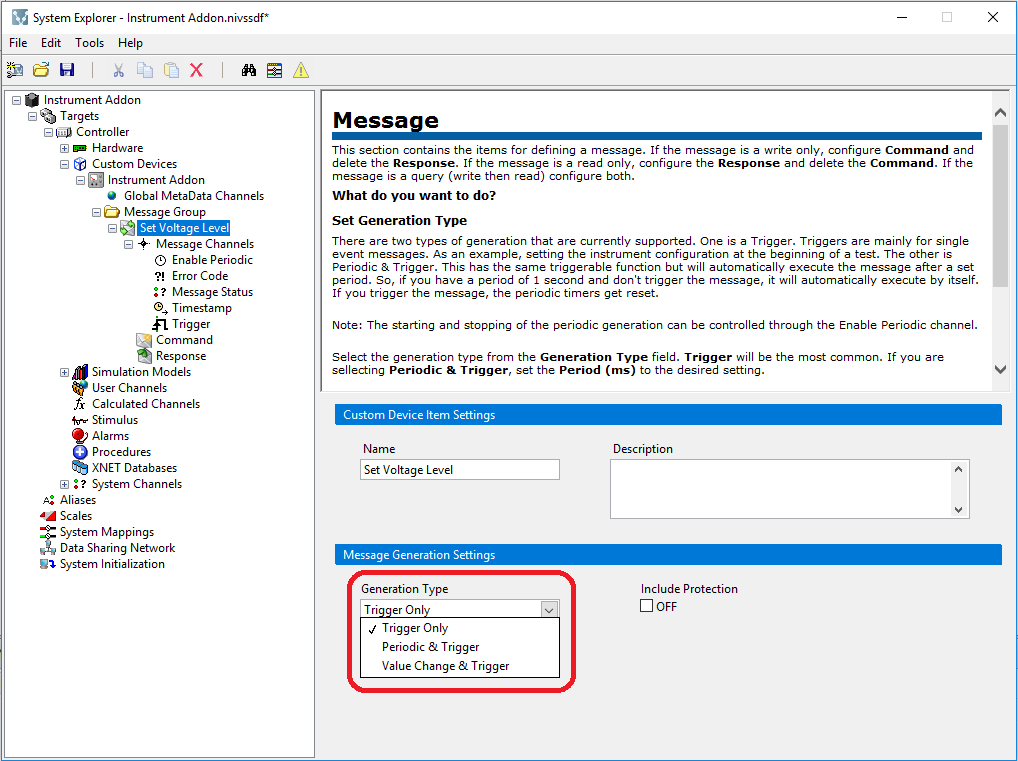 System Explorer - Instrument Addon.nivssdf*
File Edit Tools Help
Instrument Addon
Targets
Controller
Hardware
Custom Devices
Instrument Addon
Global MetaData Channels
Message Group
Set Voltage Level
Message Channels
Enable Periodic
Error Code
Message Status
Timestamp
Trigger
Command
Response
Simulation Models
User Channels
Calculated Channels
Stimulus
Alarms
Procedures
XNET Databases
System Channels
Aliases
Scales
System Mappings
Data Sharing Network
System Initialization
Message
This section contains the items for defining a message. If the message is a write only, configure Command and
delete the Response. If the message is a read only, configure the Response and delete the Command. If the
message is a query (write then read) configure both.
What do you want to do?
Set Generation Type
There are two types of generation that are currently supported. One is a Trigger. Triggers are mainly for single
event messages. As an example, setting the instrument configuration at the beginning of a test. The other is
Periodic & Trigger. This has the same triggerable function but will automatically execute the message after a set
period. So, if you have a period of 1 second and don't trigger the message, it will automatically execute by itself.
If you trigger the message, the periodic timers get reset.
Note: The starting and stopping of the periodic generation can be controlled through the Enable Periodic channel.
Select the generation type from the Generation Type field. Trigger will be the most common. If you are
sellecting Periodic & Trigger, set the Period (ms) to the desired setting.
Custom Device Item Settings
Name
Set Voltage Level
Description
Message Generation Settings
Generation Type
Trigger Only
Trigger Only
Periodic & Trigger
Value Change & Trigger
Include Protection
OFF